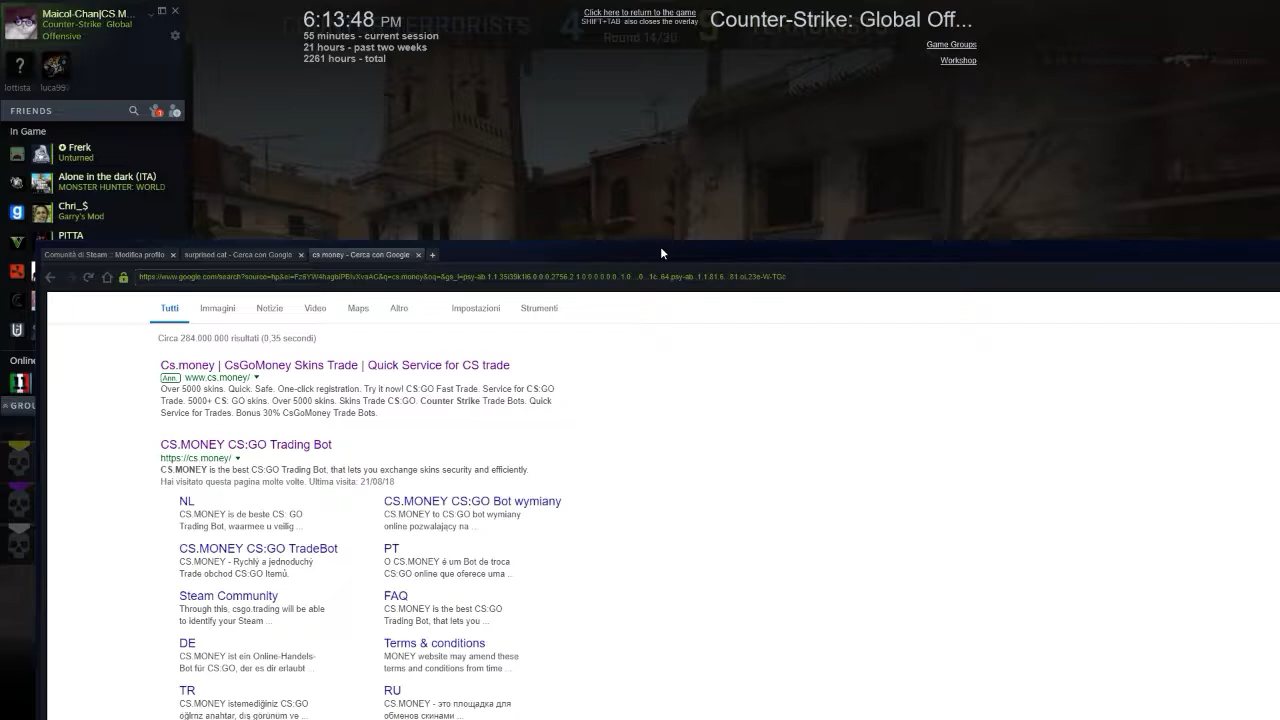 Maicol-Chan|CS.M...
Counter-Strike: Global
Offensive
lottista
luca99
FRIENDS
In Game
Frerk
Unturned
Alone in the dark (ITA)
MONSTER HUNTER: WORLD
Chri_$
Garry's Mod
PITTA
Online
GROU
6:13:48 PM
55 minutes - current session
21 hours - past two weeks
2261 hours - total
Click here to return to the game
SHIFT+TAB also closes the overlay
Round 14/30
Counter-Strike: Global Off...
Game Groups
Workshop
Comunità di Steam :: Modifica profilo
surprised cat - Cerca con Google
cs money - Cerca con Google
Tutti Immagini Notizie Video Maps Altro Impostazioni Strumenti
Circa 284.000.000 risultati (0,35 secondi)
Cs.money | CsGoMoney Skins Trade | Quick Service for CS trade
Ann. www.cs.money/
Over 5000 skins. Quick. Safe. One-click registration. Try it now! CS:GO Fast Trade. Service for CS:GO
Trade. 5000+ CS: GO skins. Over 5000 skins. Skins Trade CS:GO. Counter Strike Trade Bots. Quick
Service for Trades. Bonus 30% CsGoMoney Trade Bots.
CS.MONEY CS:GO Trading Bot
https://cs.money/
CS.MONEY is the best CS:GO Trading Bot, that lets you exchange skins security and efficiently.
Hai visitato questa pagina molte volte. Ultima visita: 21/08/18
NL
CS.MONEY is de beste CS: GO
Trading Bot, waarmee u veilig ...
CS.MONEY CS:GO Bot wymiany
CS.MONEY to CS:GO bot wymiany
online pozwalający na ...
CS.MONEY CS:GO TradeBot
CS.MONEY - Rychlý a jednoduchý
Trade obchod CS:GO Itemů.
PT
O CS.MONEY é um Bot de troca
CS:GO online que oferece uma ...
Steam Community
Through this, csgo.trading will be able
to identify your Steam ...
FAQ
CS.MONEY is the best CS:GO
Trading Bot, that lets you ...
DE
CS.MONEY ist ein Online-Handels-
Bot für CS:GO, der es dir erlaubt ...
Terms & conditions
MONEY website may amend these
terms and conditions from time ...
TR
CS.MONEY istemediğiniz CS:GO
RU
CS.MONEY - это площадка для
обменов скинами ...